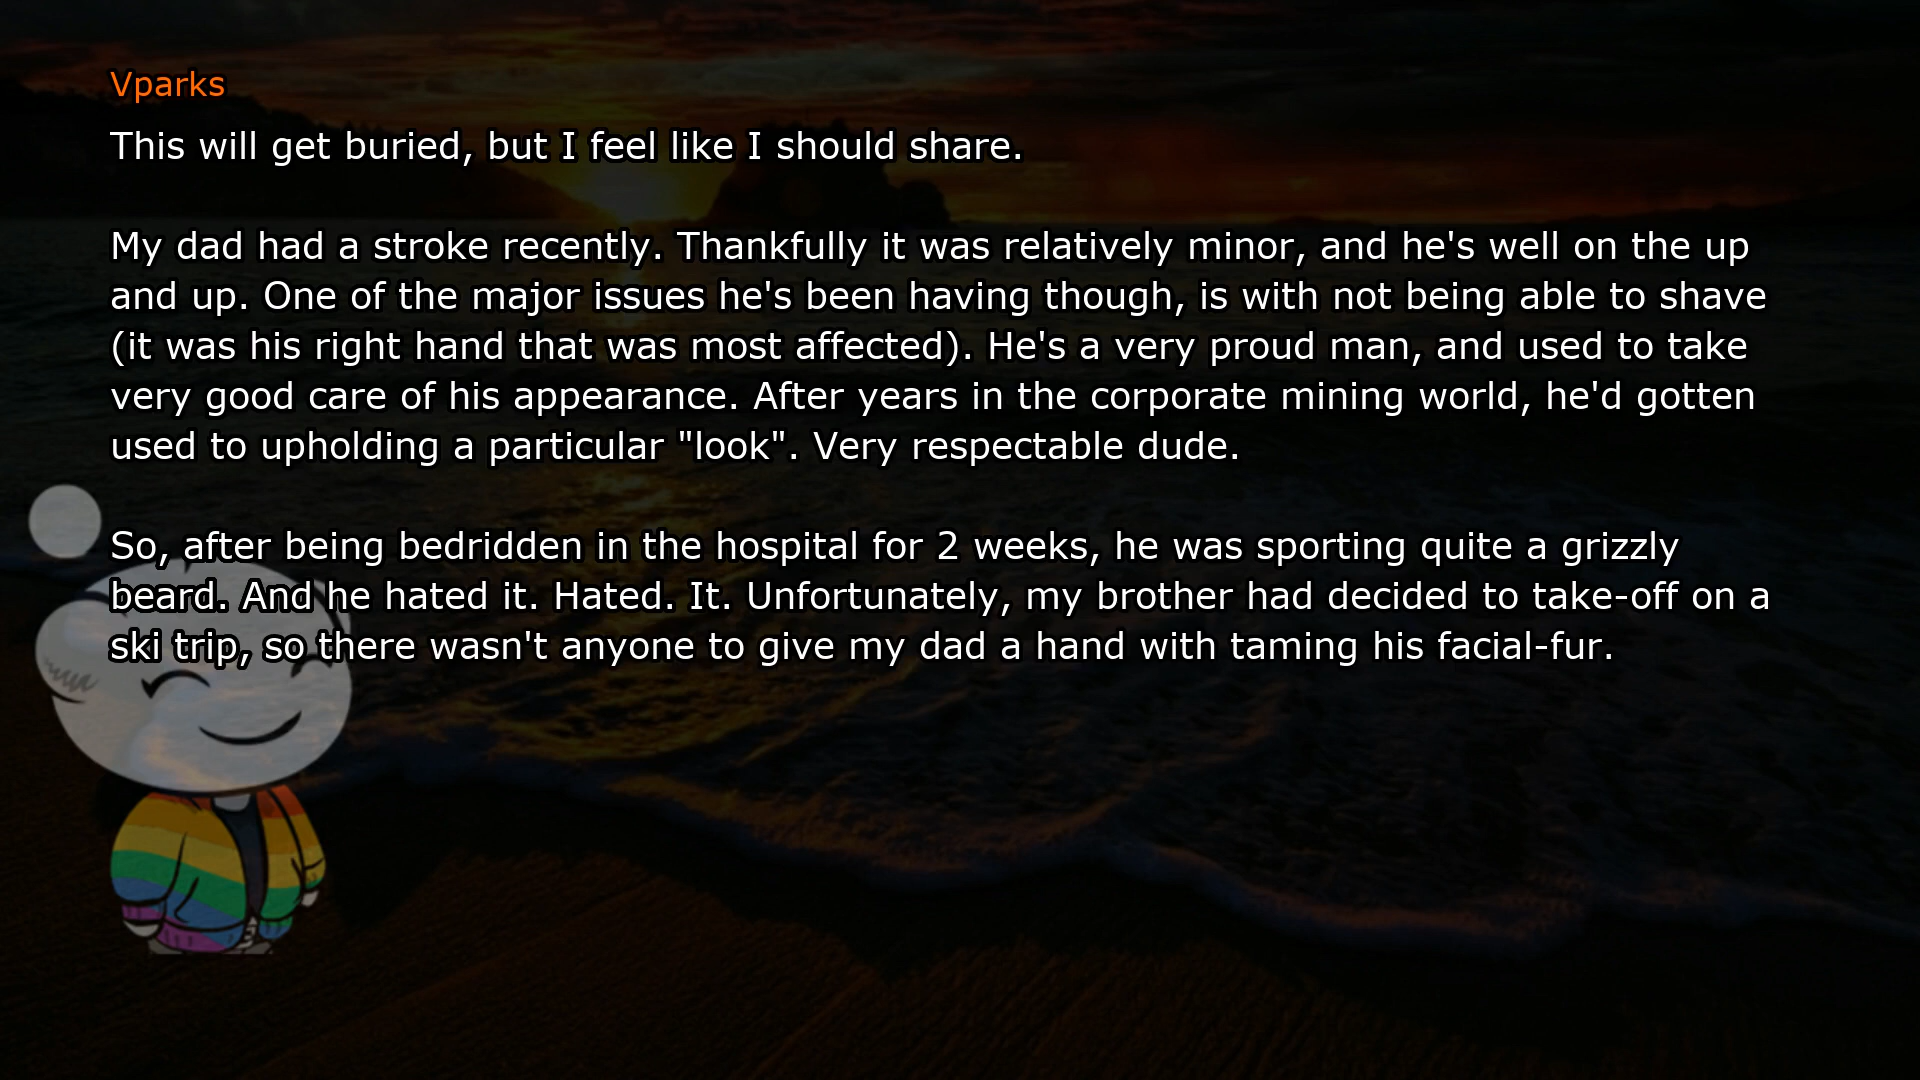 Vparks
This will get buried, but I feel like I should share.
My dad had a stroke recently. Thankfully it was relatively minor, and he's well on the up
and up. One of the major issues he's been having though, is with not being able to shave
(it was his right hand that was most affected). He's a very proud man, and used to take
very good care of his appearance. After years in the corporate mining world, he'd gotten
used to upholding a particular "look". Very respectable dude.
So, after being bedridden in the hospital for 2 weeks, he was sporting quite a grizzly
beard. And he hated it. Hated. It. Unfortunately, my brother had decided to take-off on a
ski trip, so there wasn't anyone to give my dad a hand with taming his facial-fur.